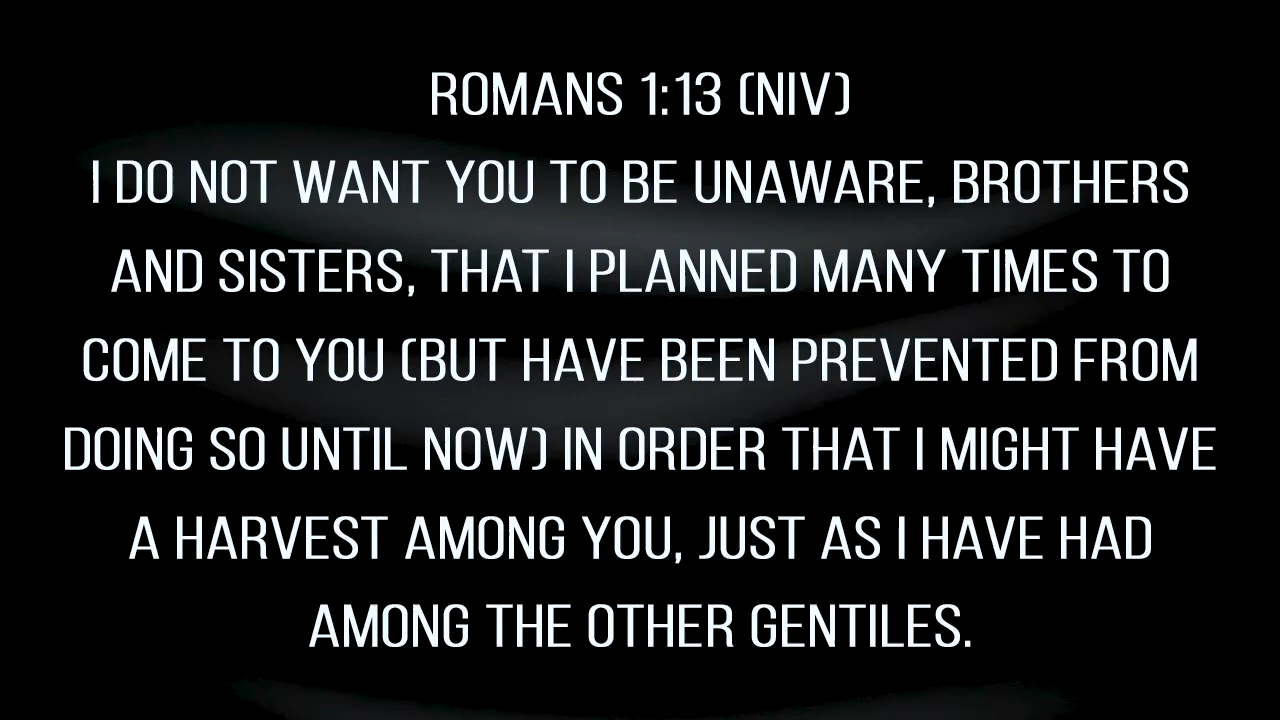 ROMANS 1:13 (NIV)
I DO NOT WANT YOU TO BE UNAWARE, BROTHERS
AND SISTERS, THAT I PLANNED MANY TIMES TO
COME TO YOU (BUT HAVE BEEN PREVENTED FROM
DOING SO UNTIL NOW) IN ORDER THAT I MIGHT HAVE
A HARVEST AMONG YOU, JUST AS I HAVE HAD
AMONG THE OTHER GENTILES.